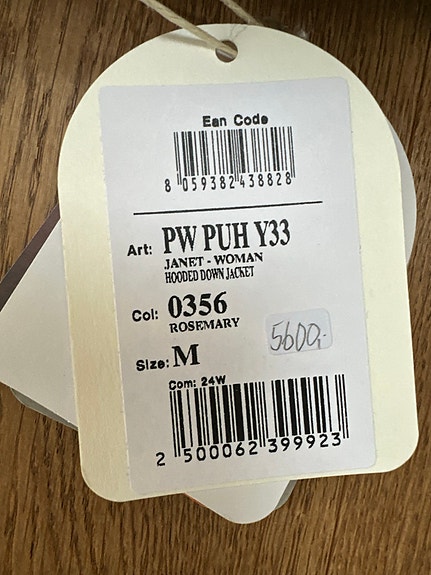 Ean Code
8 059382 438828
Art: PW PUH Y33
JANET - WOMAN
HOODED DOWN JACKET
Col: 0356
ROSEMARY
5600,-
Size: M
Com: 24W
2 500062 399923